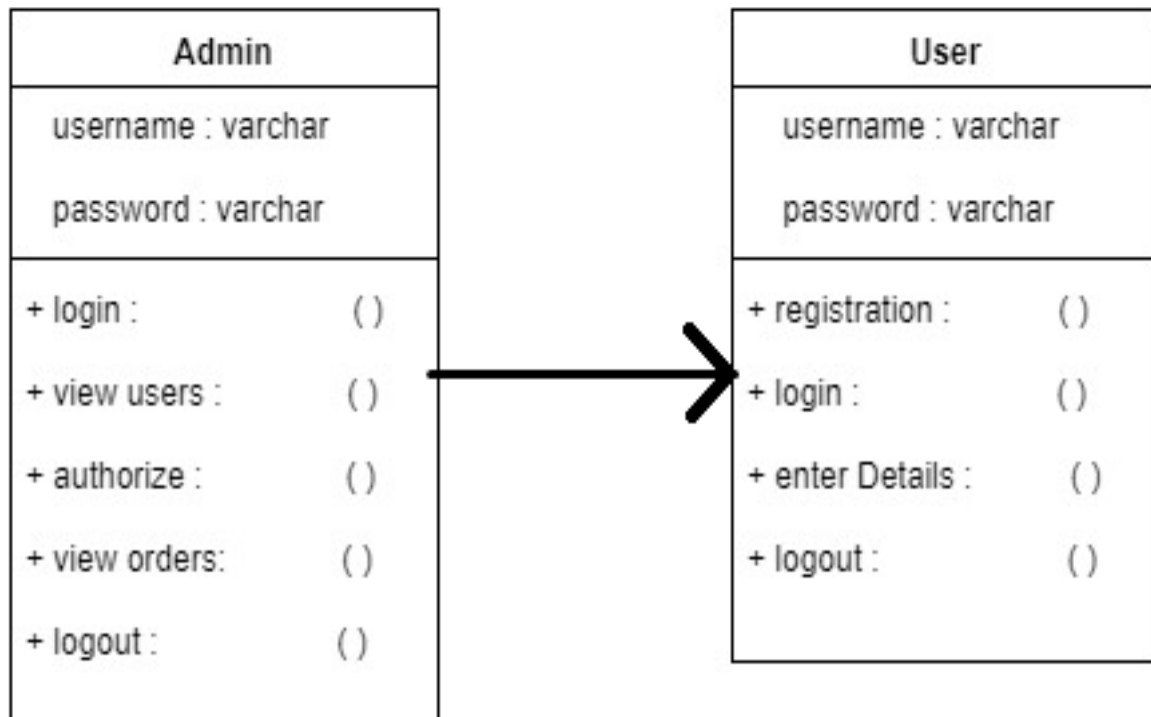 Admin
username : varchar
password : varchar
+ login : ( )
+ view users : ( )
+ authorize : ( )
+ view orders: ( )
+ logout : ( )
User
username : varchar
password : varchar
+ registration : ( )
+ login : ( )
+ enter Details : ( )
+ logout : ( )